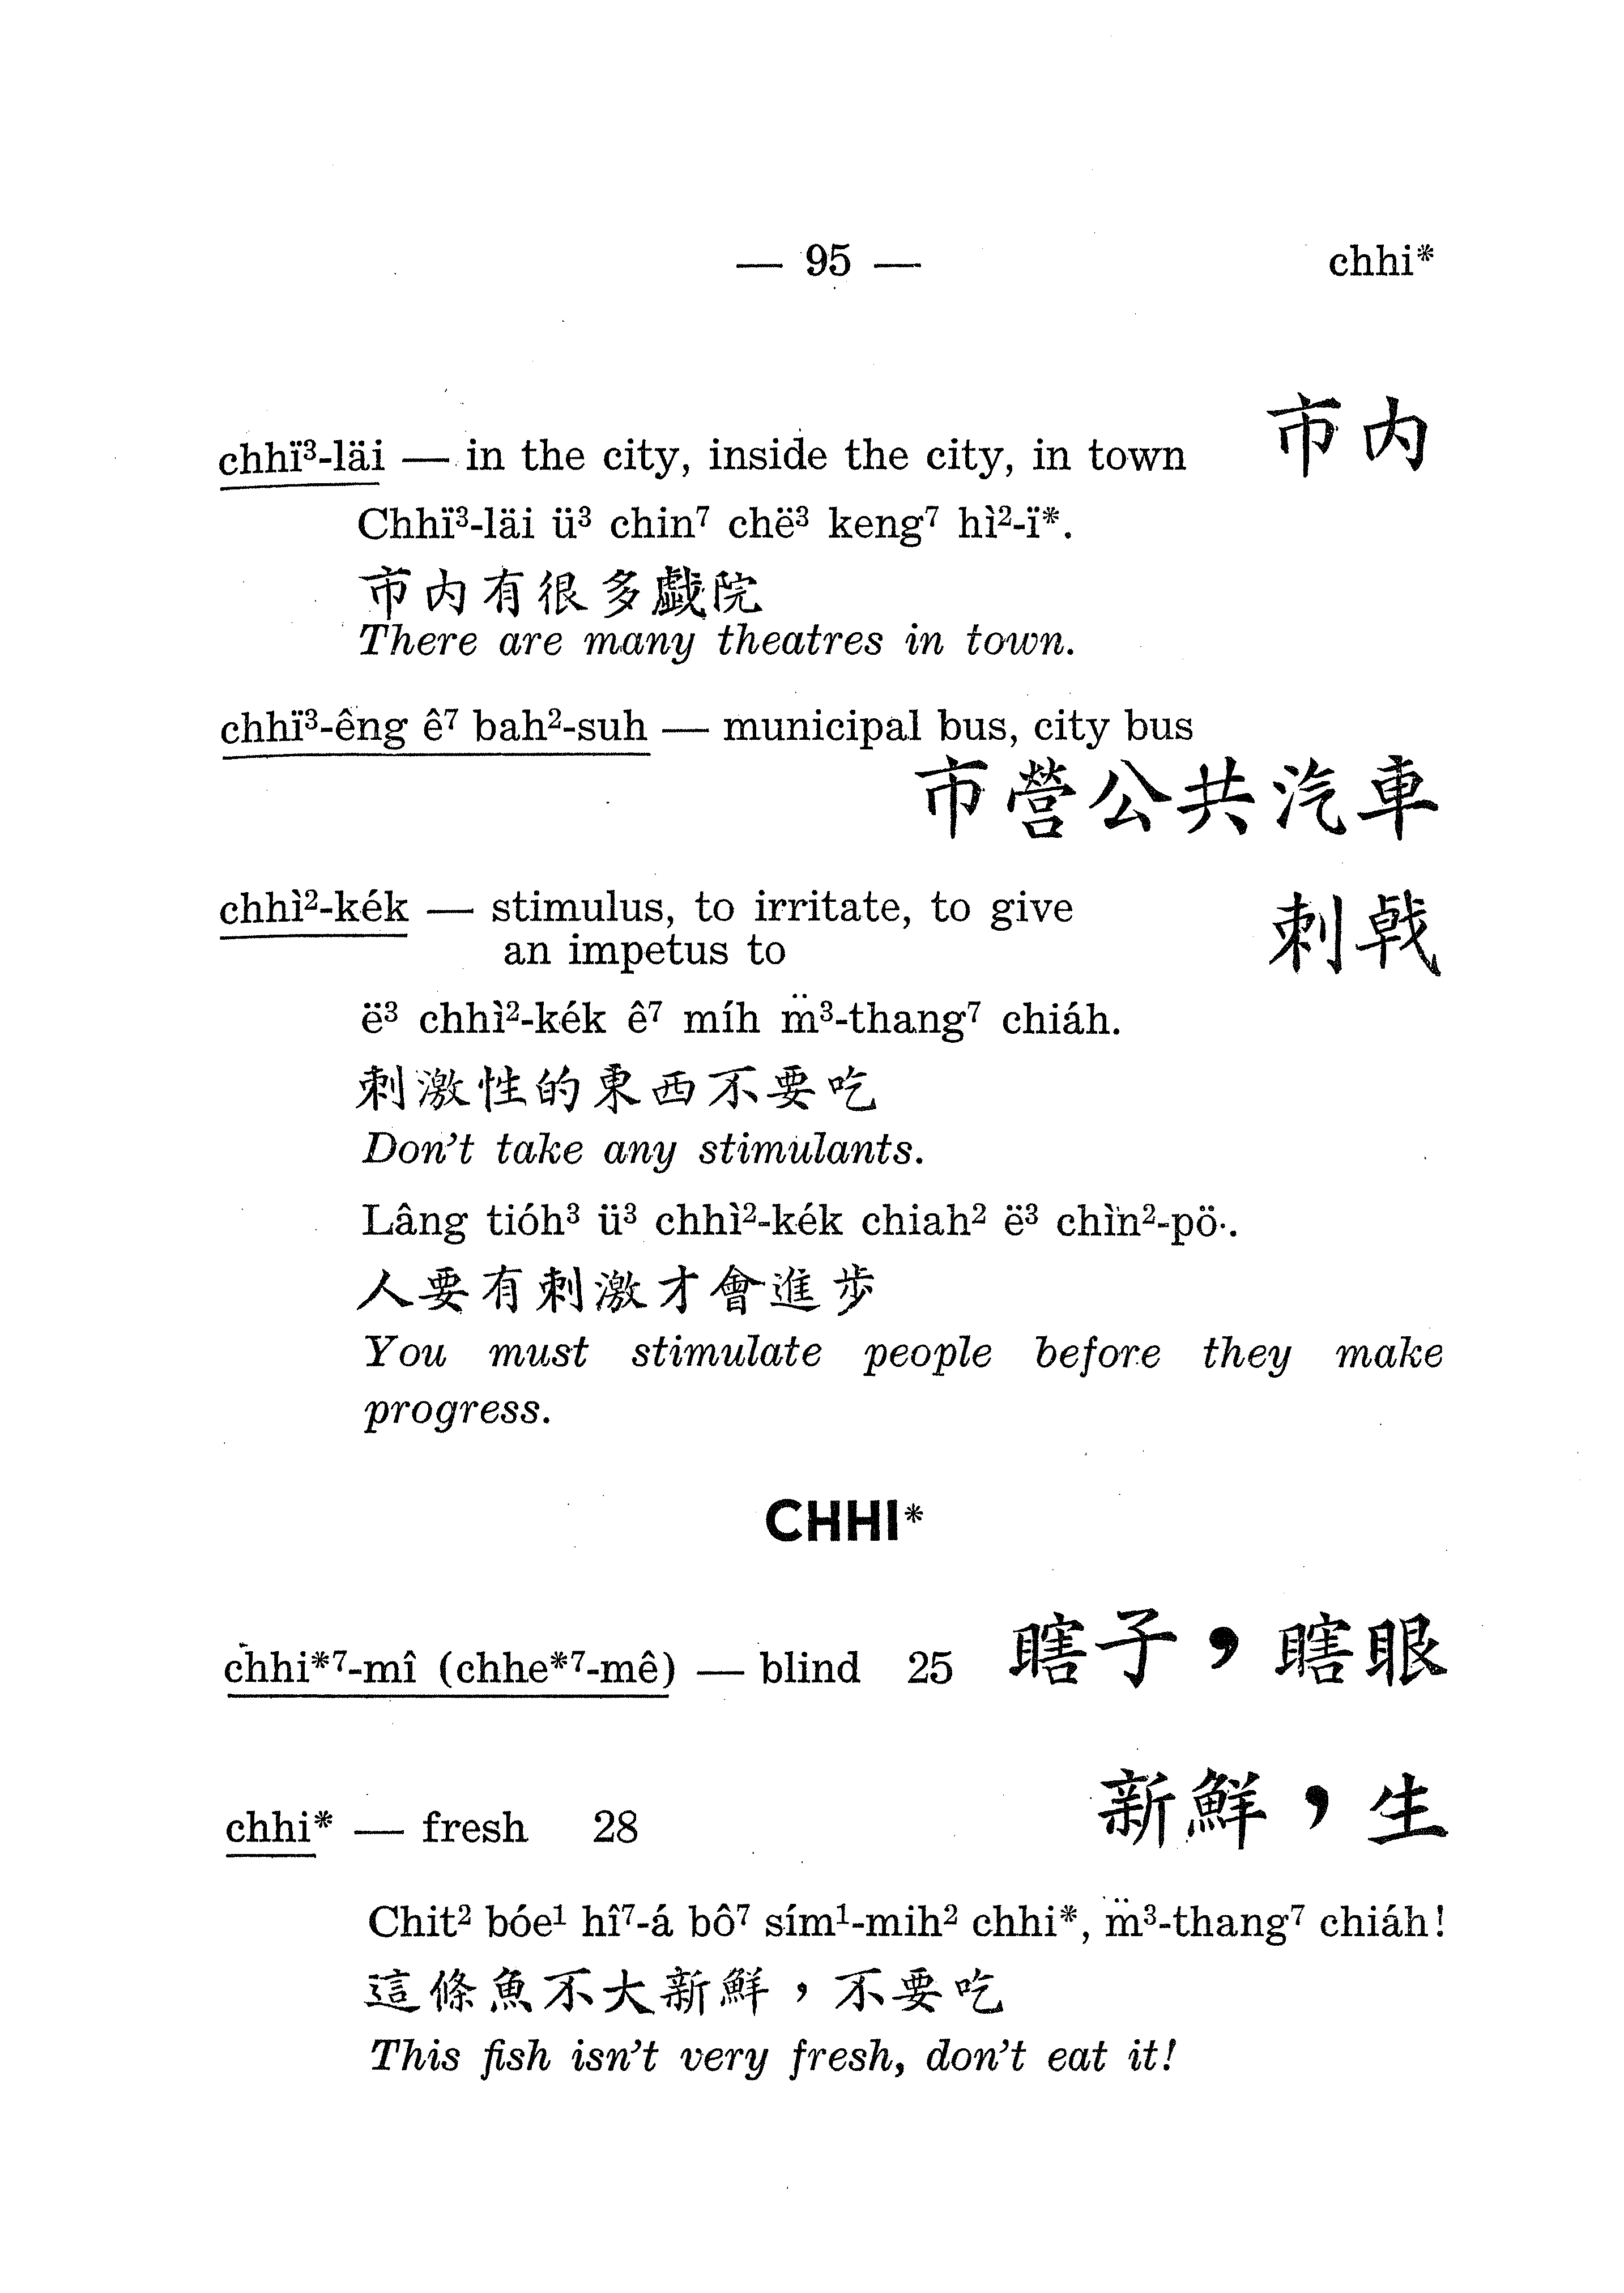 — 95 —
chhi*
chhï³-läi — in the city, inside the city, in town 市內
Chhï³-läi ü³ chin⁷ chë³ keng⁷ hì²-ï*.
市內有很多戲院
There are many theatres in town.
chhï³-êng ê⁷ bah²-suh — municipal bus, city bus
市營公共汽車
chhì²-kék — stimulus, to irritate, to give 刺戟
an impetus to
ë³ chhì²-kék ê⁷ míh m̈³-thang⁷ chiáh.
刺激性的東西不要吃
Don't take any stimulants.
Lâng tióh³ ü³ chhì²-kék chiah² ë³ chìn²-pö·.
人要有刺激才會進步
You must stimulate people before they make
progress.
CHHI*
chhi*⁷-mî (chhe*⁷-mê) — blind 25 瞎子，瞎眼
chhi* — fresh 28 新鮮，生
Chit² bóe¹ hî⁷-á bô⁷ sím¹-mih² chhi*, m̈³-thang⁷ chiáh!
這條魚不大新鮮，不要吃
This fish isn't very fresh, don't eat it!